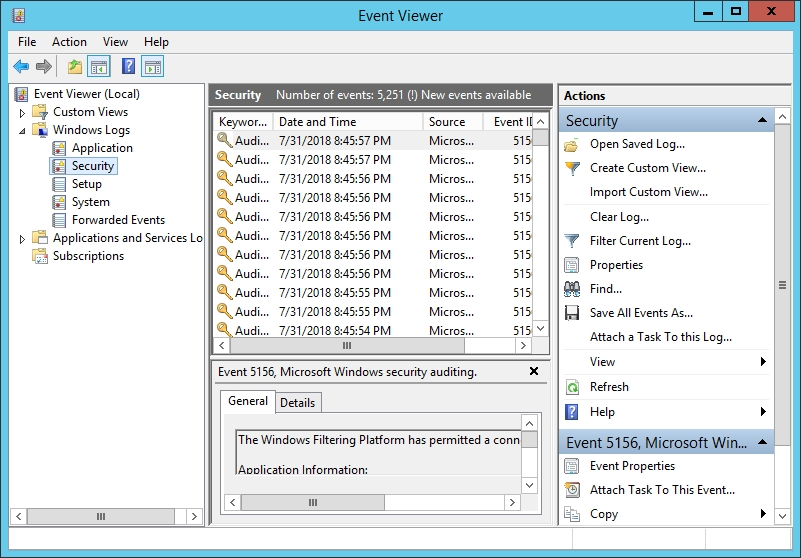 Event Viewer
File Action View Help
Event Viewer (Local)
Custom Views
Windows Logs
Application
Security
Setup
System
Forwarded Events
Applications and Services Lo
Subscriptions
Security Number of events: 5,251 (!) New events available
Keywor... Date and Time Source Event ID
Audi... 7/31/2018 8:45:57 PM Micros... 515
Audi... 7/31/2018 8:45:57 PM Micros... 515
Audi... 7/31/2018 8:45:56 PM Micros... 515
Audi... 7/31/2018 8:45:56 PM Micros... 515
Audi... 7/31/2018 8:45:56 PM Micros... 515
Audi... 7/31/2018 8:45:56 PM Micros... 515
Audi... 7/31/2018 8:45:56 PM Micros... 515
Audi... 7/31/2018 8:45:56 PM Micros... 515
Audi... 7/31/2018 8:45:55 PM Micros... 515
Audi... 7/31/2018 8:45:55 PM Micros... 515
Audi... 7/31/2018 8:45:54 PM Micros... 515
Event 5156, Microsoft Windows security auditing.
General Details
The Windows Filtering Platform has permitted a conn
Application Information:
Actions
Security
Open Saved Log...
Create Custom View...
Import Custom View...
Clear Log...
Filter Current Log...
Properties
Find...
Save All Events As...
Attach a Task To this Log...
View
Refresh
Help
Event 5156, Microsoft Win...
Event Properties
Attach Task To This Event...
Copy